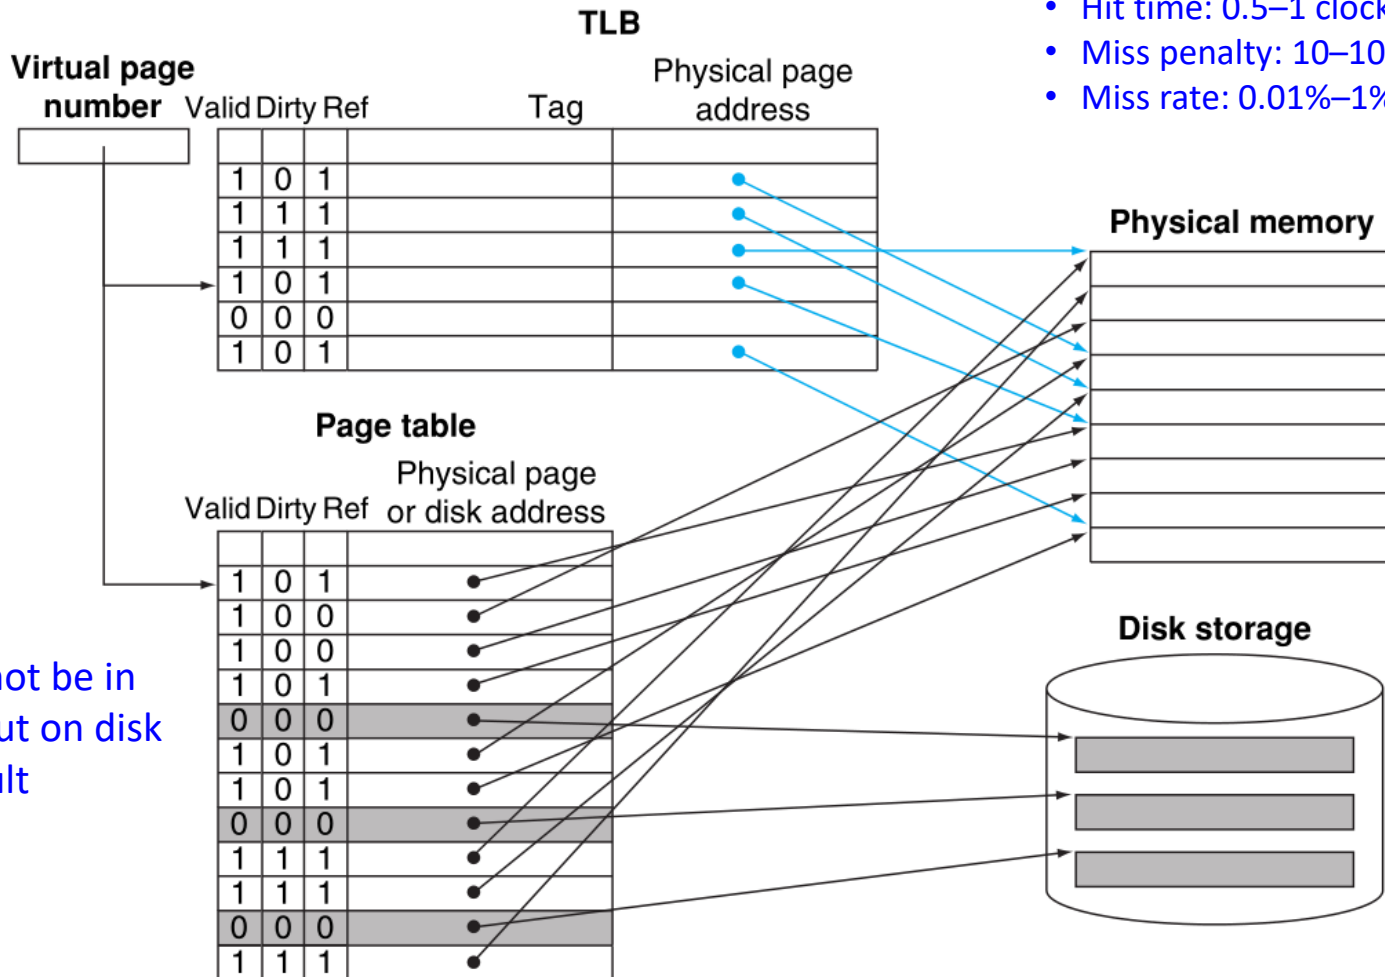 TLB
• Hit time: 0.5–1 clock
• Miss penalty: 10–10
• Miss rate: 0.01%–1%
Virtual page
number
Valid Dirty Ref
Tag
Physical page
address
1 0 1
1 1 1
1 1 1
1 0 1
0 0 0
1 0 1
Physical memory
Page table
Valid Dirty Ref
Physical page
or disk address
1 0 1
1 0 0
1 0 0
1 0 1
0 0 0
1 0 1
1 0 1
0 0 0
1 1 1
1 1 1
0 0 0
1 1 1
not be in
ut on disk
ult
Disk storage